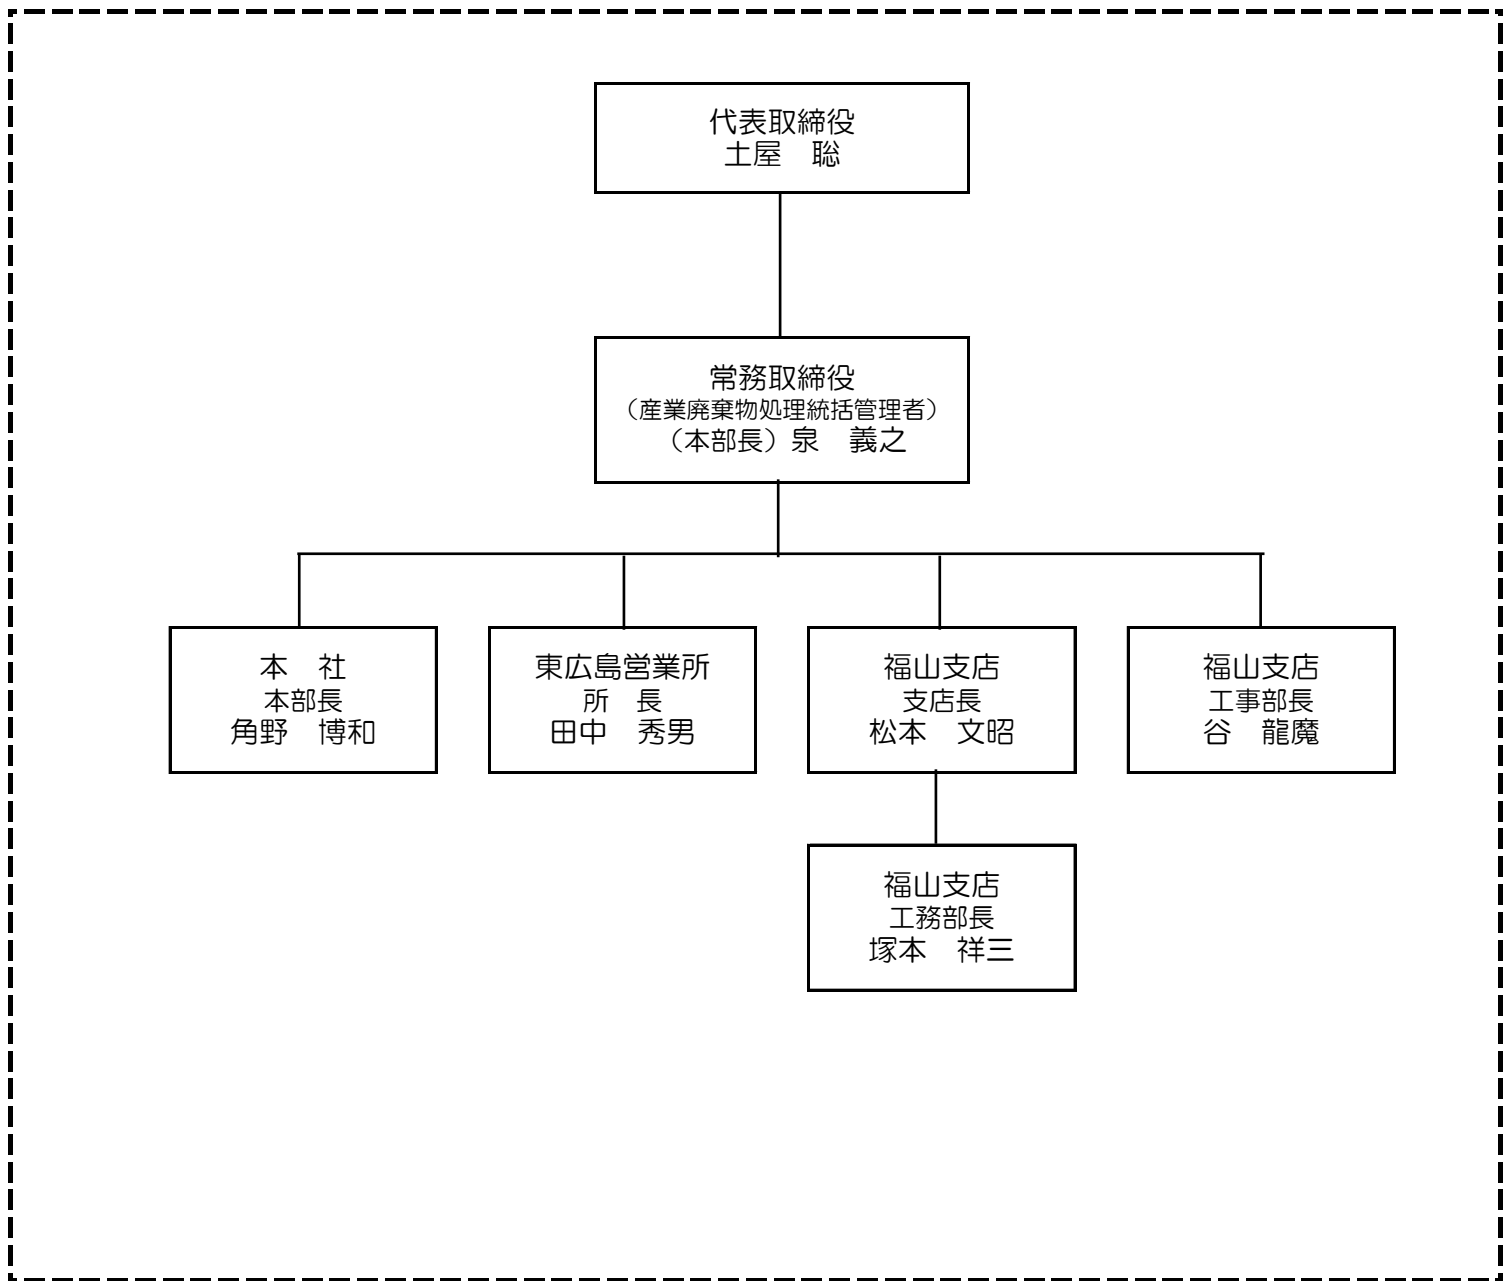 代表取締役
土屋　聡
常務取締役
（産業廃棄物処理統括管理者）
（本部長）泉　義之
本　社
本部長
角野　博和
東広島営業所
所　長
田中　秀男
福山支店
支店長
松本　文昭
福山支店
工事部長
谷　龍魔
福山支店
工務部長
塚本　祥三